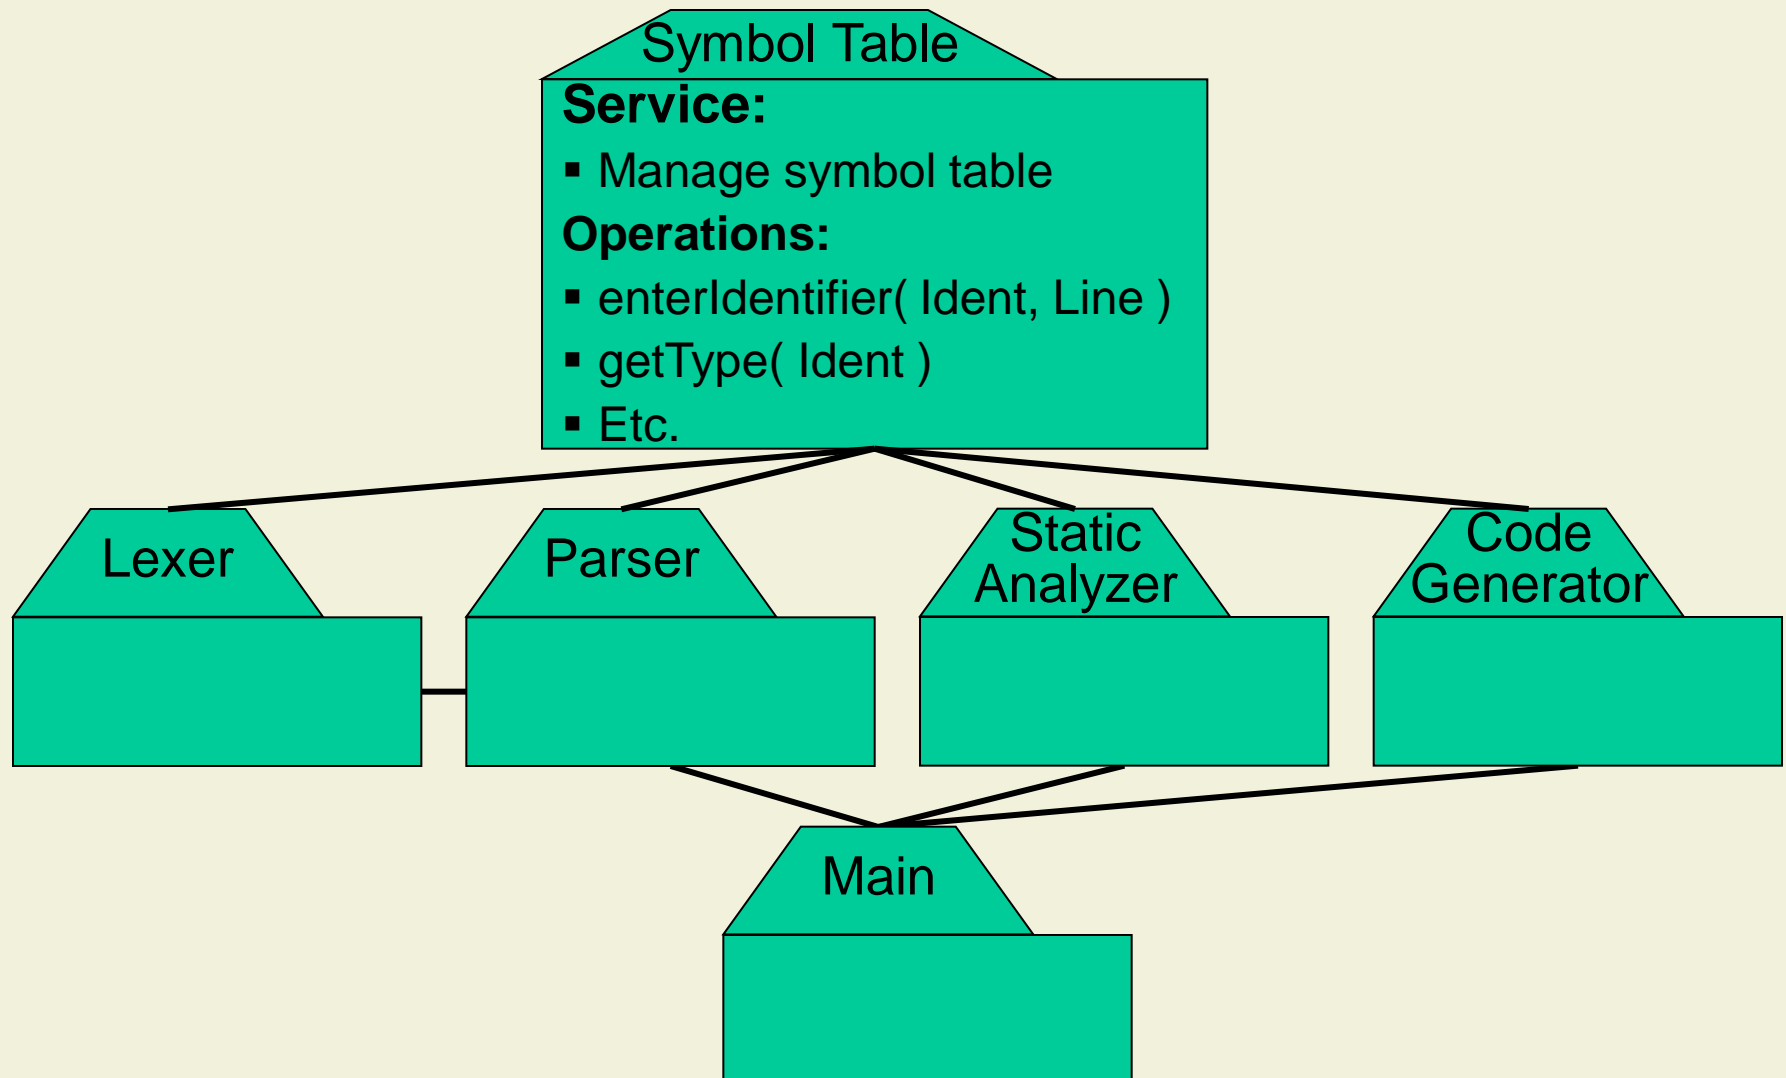 Symbol Table
Service:
▪ Manage symbol table
Operations:
▪ enterIdentifier( Ident, Line )
▪ getType( Ident )
▪ Etc.
Lexer
Parser
Static
Analyzer
Code
Generator
Main